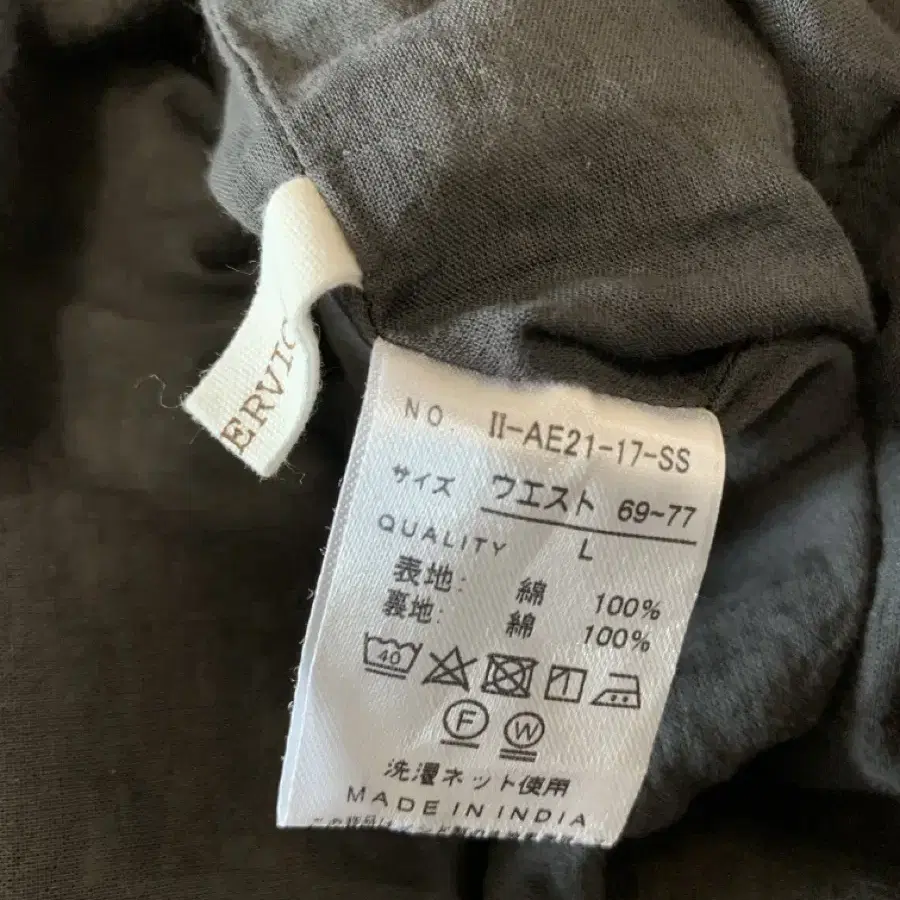 ERVIC
NO. II-AE21-17-SS
サイズ ウエスト 69~77
L
QUALITY
表地: 綿 100%
裏地: 綿 100%
40
F W
洗濯ネット使用
MADE IN INDIA